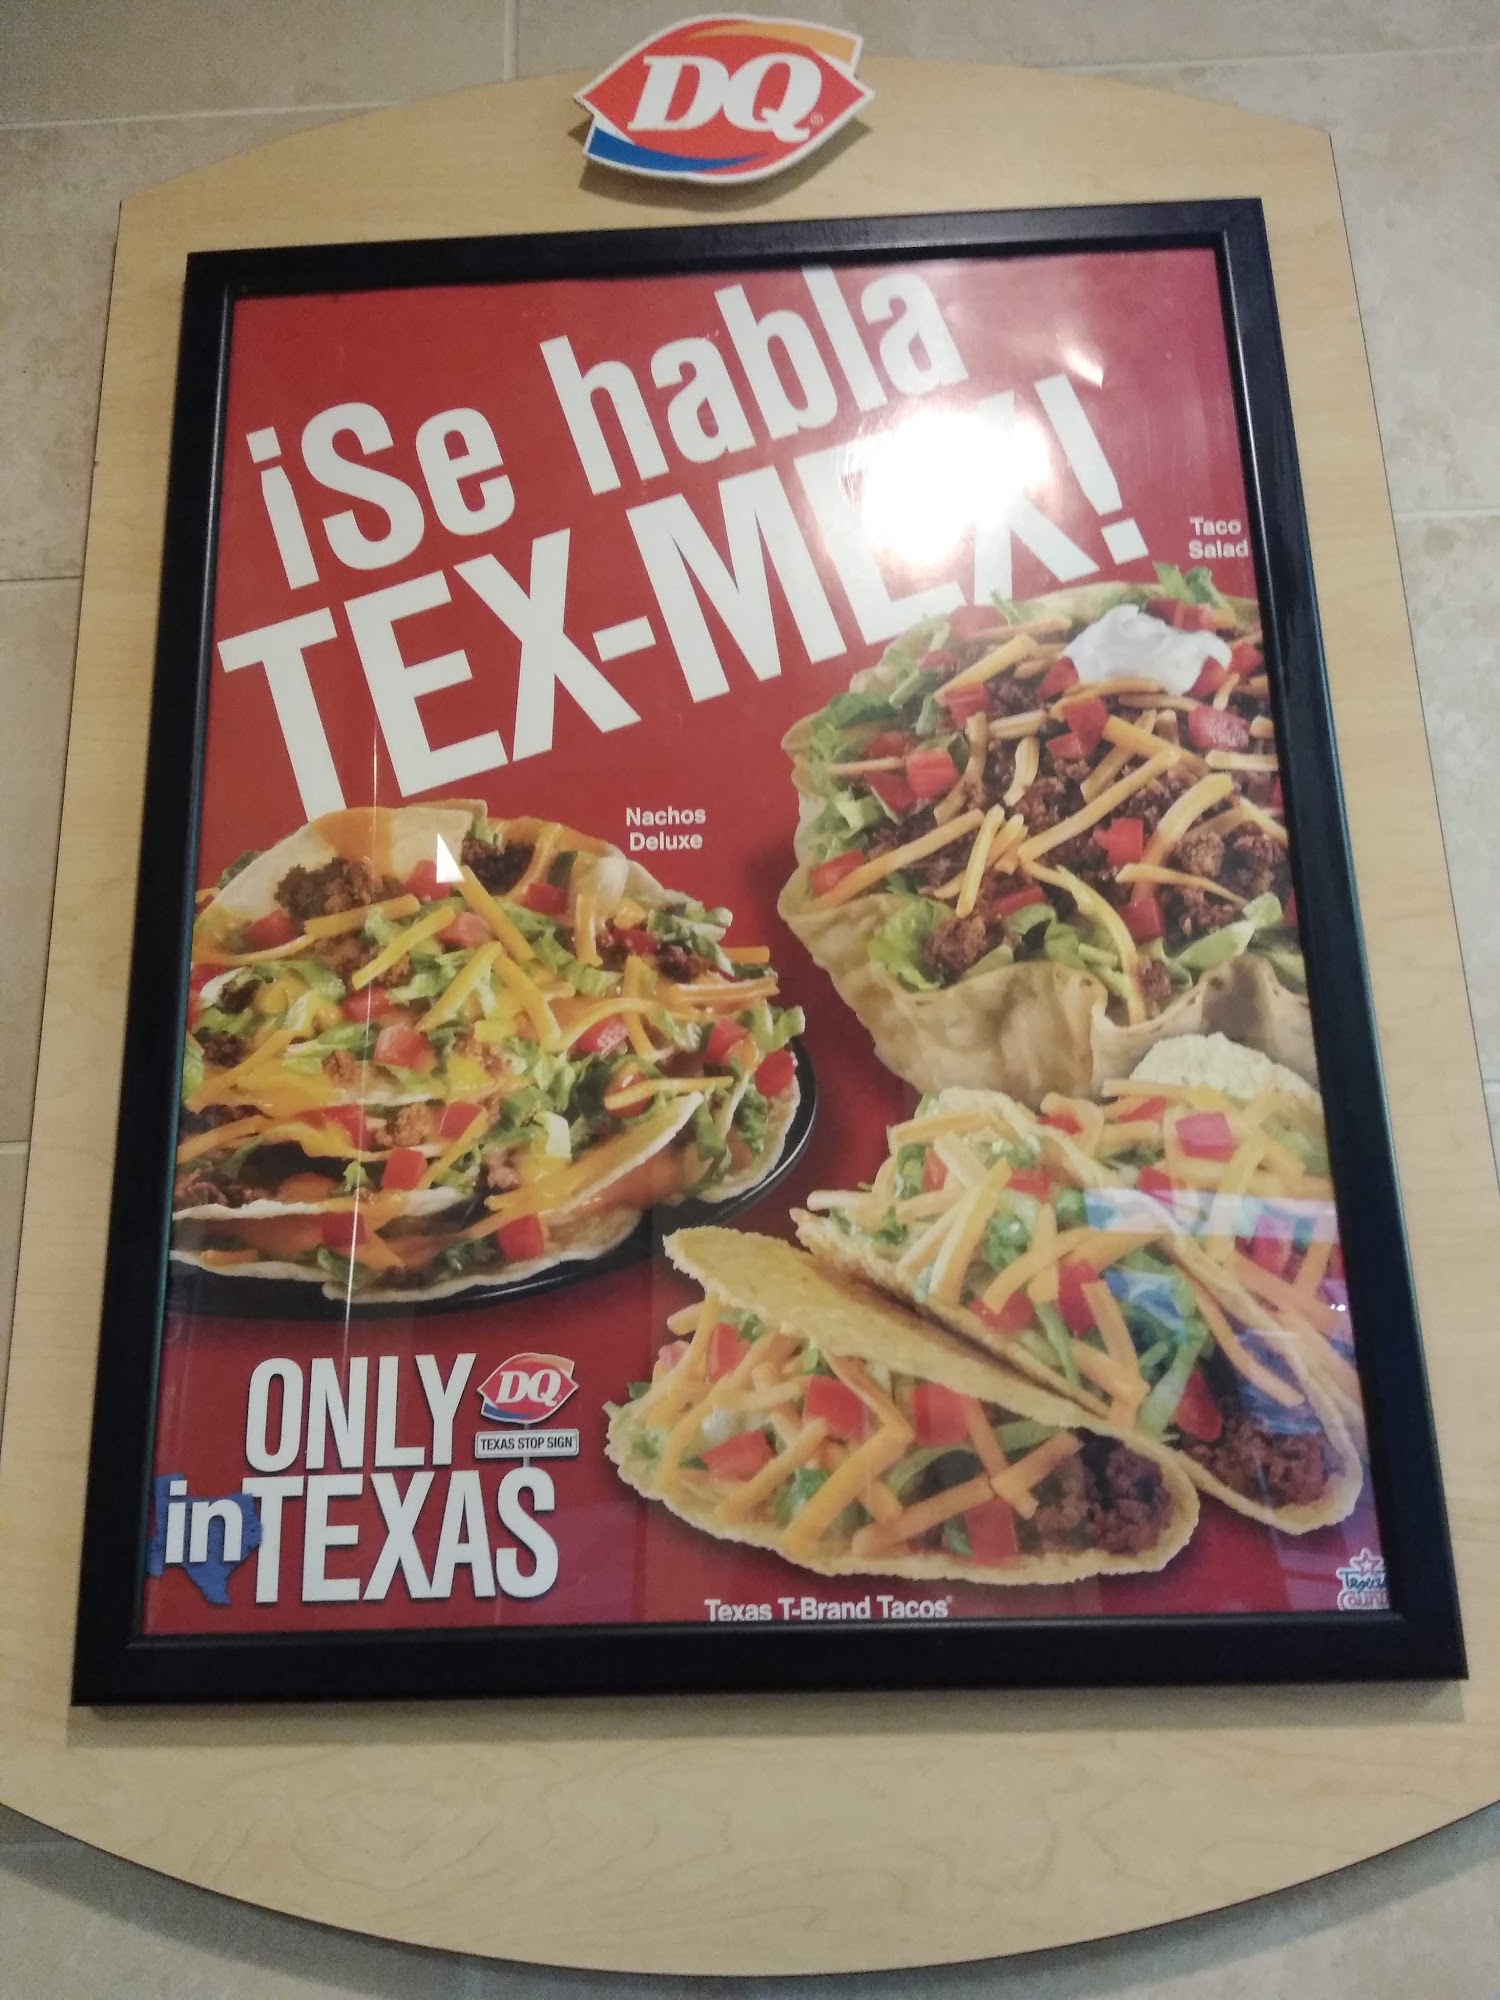 DQ
¡Se habla
TEX-MEX!
Taco
Salad
Nachos
Deluxe
ONLY
DQ
TEXAS STOP SIGN
in TEXAS
Texas T-Brand Tacos®